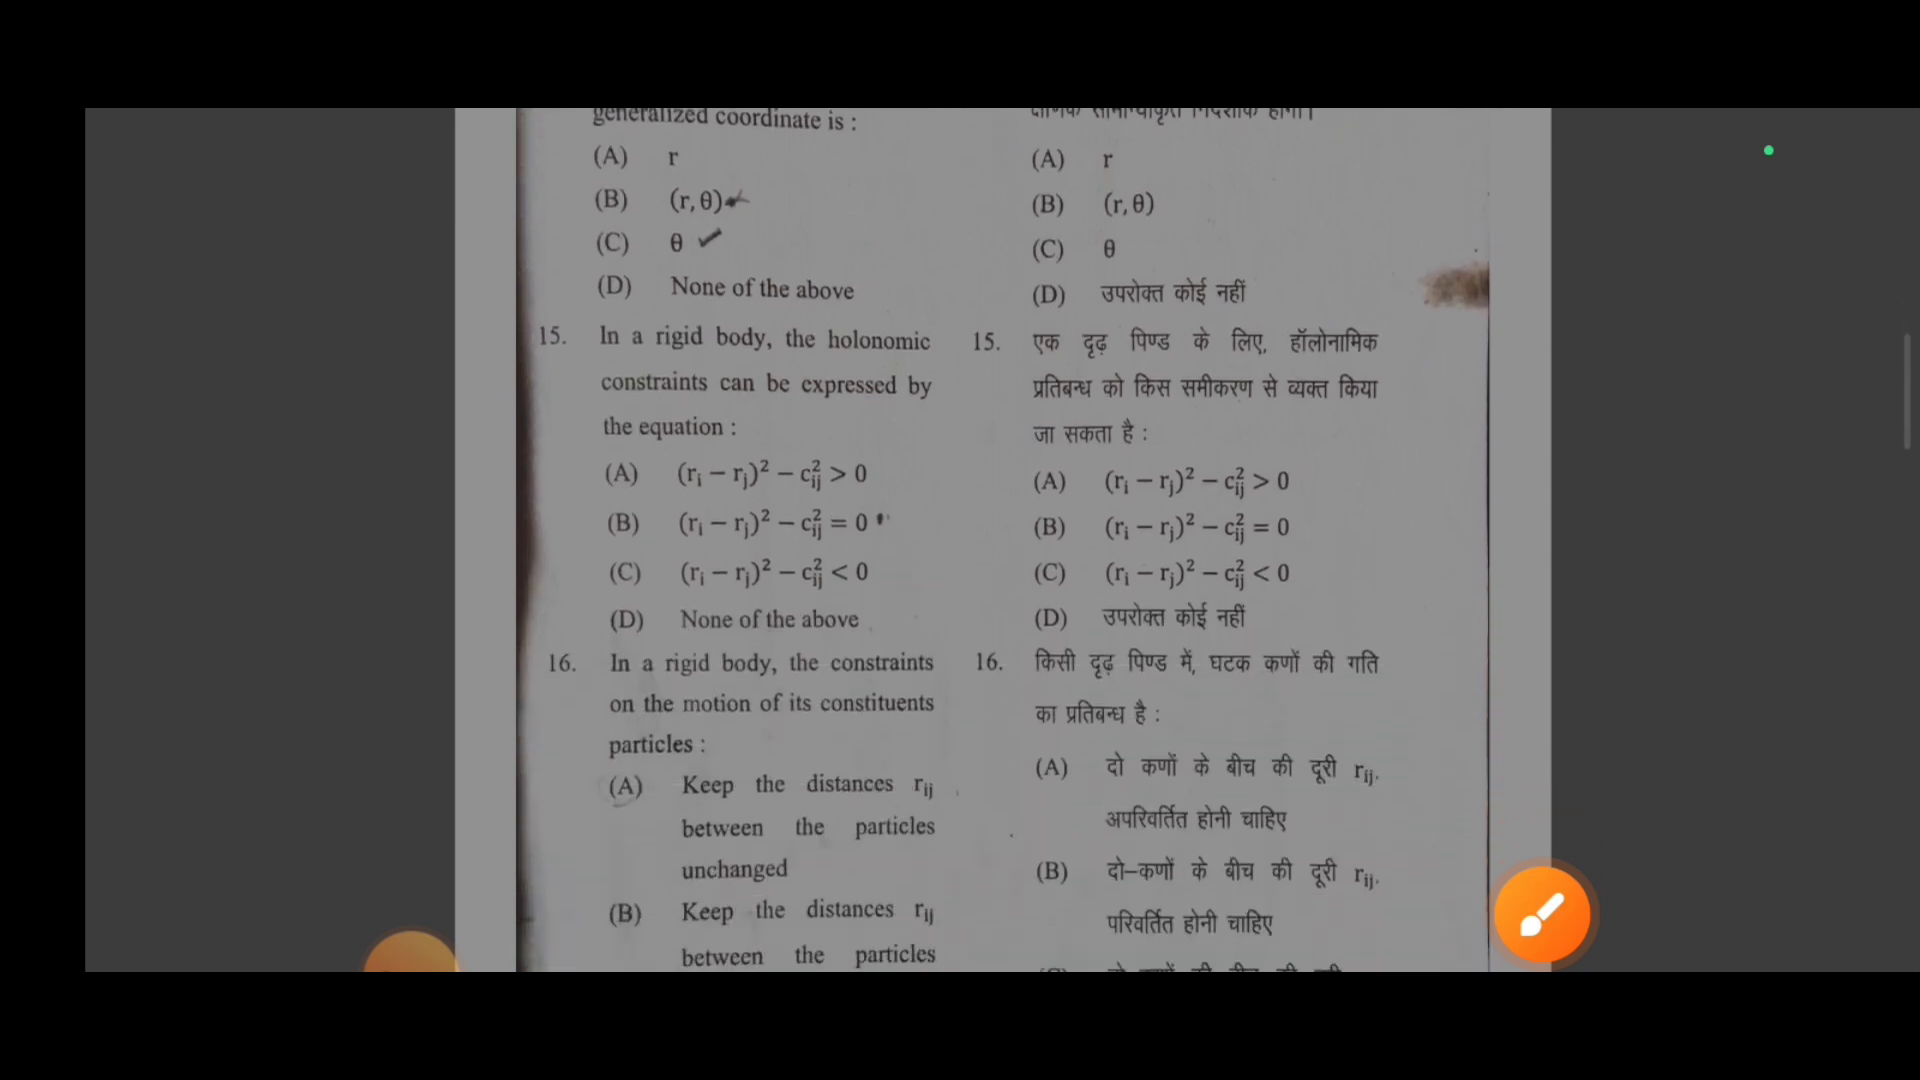 generalized coordinate is :
(A) r
(B) (r, θ)
(C) θ
(D) None of the above
15. In a rigid body, the holonomic
constraints can be expressed by
the equation :
(A) (rᵢ − rⱼ)² − c²ᵢⱼ > 0
(B) (rᵢ − rⱼ)² − c²ᵢⱼ = 0
(C) (rᵢ − rⱼ)² − c²ᵢⱼ < 0
(D) None of the above
16. In a rigid body, the constraints
on the motion of its constituents
particles :
(A) Keep the distances rᵢⱼ
between the particles
unchanged
(B) Keep the distances rᵢⱼ
between the particles
(A) r
(B) (r, θ)
(C) θ
(D) उपरोक्त कोई नहीं
15. एक दृढ़ पिण्ड के लिए, हॉलोनामिक
प्रतिबन्ध को किस समीकरण से व्यक्त किया
जा सकता है :
(A) (rᵢ − rⱼ)² − c²ᵢⱼ > 0
(B) (rᵢ − rⱼ)² − c²ᵢⱼ = 0
(C) (rᵢ − rⱼ)² − c²ᵢⱼ < 0
(D) उपरोक्त कोई नहीं
16. किसी दृढ़ पिण्ड में, घटक कणों की गति
का प्रतिबन्ध है :
(A) दो कणों के बीच की दूरी rᵢⱼ.
अपरिवर्तित होनी चाहिए
(B) दो–कणों के बीच की दूरी rᵢⱼ.
परिवर्तित होनी चाहिए